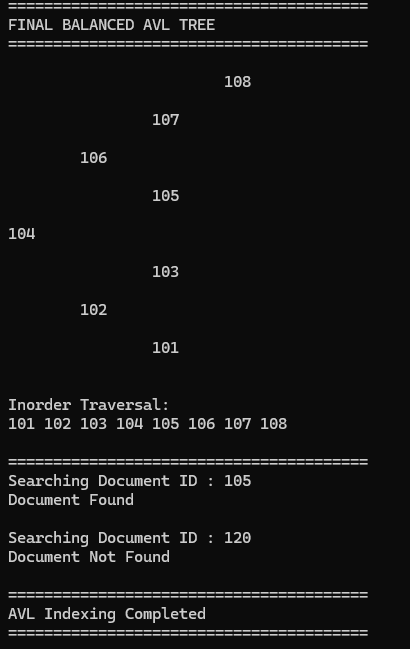 ========================================
FINAL BALANCED AVL TREE
========================================
108
107
106
105
104
103
102
101
Inorder Traversal:
101 102 103 104 105 106 107 108
========================================
Searching Document ID : 105
Document Found
Searching Document ID : 120
Document Not Found
========================================
AVL Indexing Completed
========================================